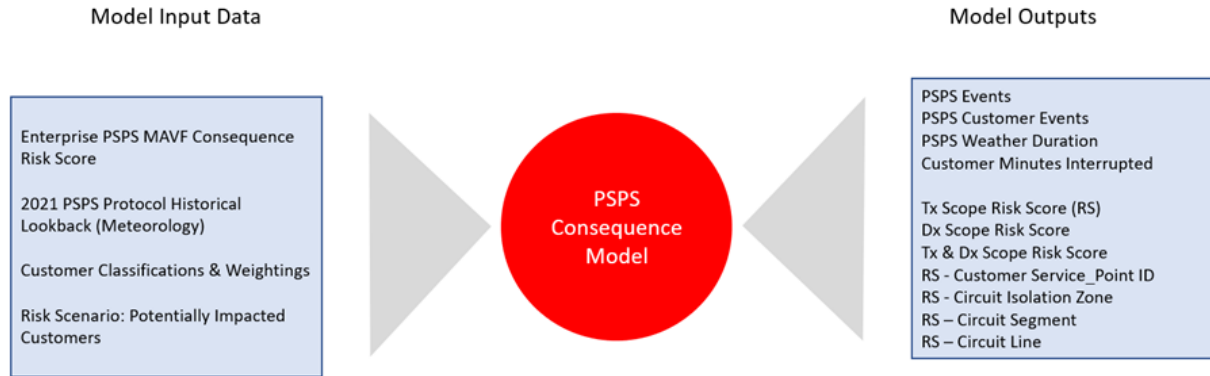 Model Input Data
Enterprise PSPS MAVF Consequence
Risk Score
2021 PSPS Protocol Historical
Lookback (Meteorology)
Customer Classifications & Weightings
Risk Scenario: Potentially Impacted
Customers
PSPS
Consequence
Model
Model Outputs
PSPS Events
PSPS Customer Events
PSPS Weather Duration
Customer Minutes Interrupted
Tx Scope Risk Score (RS)
Dx Scope Risk Score
Tx & Dx Scope Risk Score
RS - Customer Service_Point ID
RS - Circuit Isolation Zone
RS – Circuit Segment
RS – Circuit Line